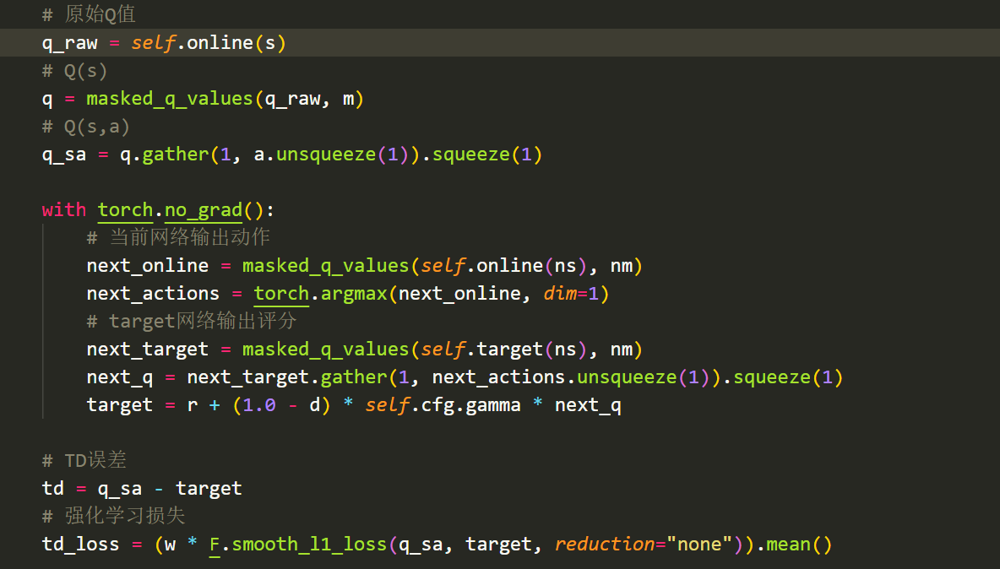 # 原始Q值
q_raw = self.online(s)
# Q(s)
q = masked_q_values(q_raw, m)
# Q(s,a)
q_sa = q.gather(1, a.unsqueeze(1)).squeeze(1)
with torch.no_grad():
# 当前网络输出动作
next_online = masked_q_values(self.online(ns), nm)
next_actions = torch.argmax(next_online, dim=1)
# target网络输出评分
next_target = masked_q_values(self.target(ns), nm)
next_q = next_target.gather(1, next_actions.unsqueeze(1)).squeeze(1)
target = r + (1.0 - d) * self.cfg.gamma * next_q
# TD误差
td = q_sa - target
# 强化学习损失
td_loss = (w * F.smooth_l1_loss(q_sa, target, reduction="none")).mean()